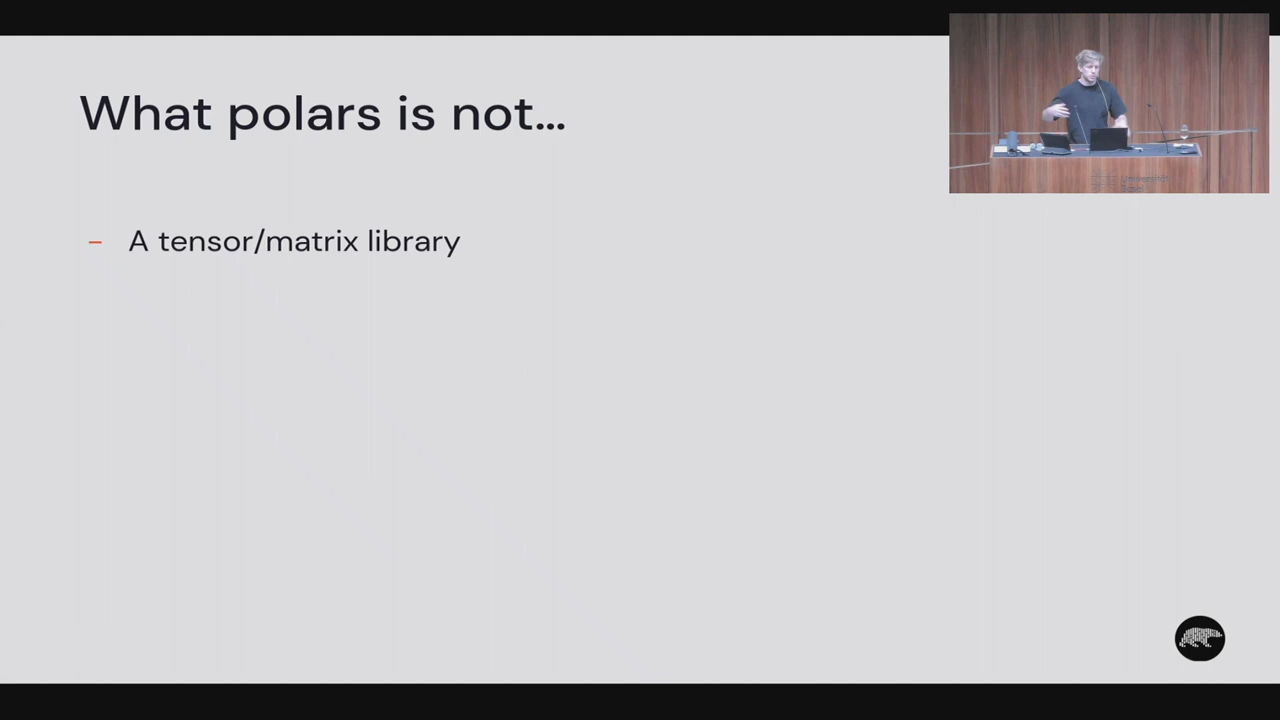 What polars is not...
– A tensor/matrix library